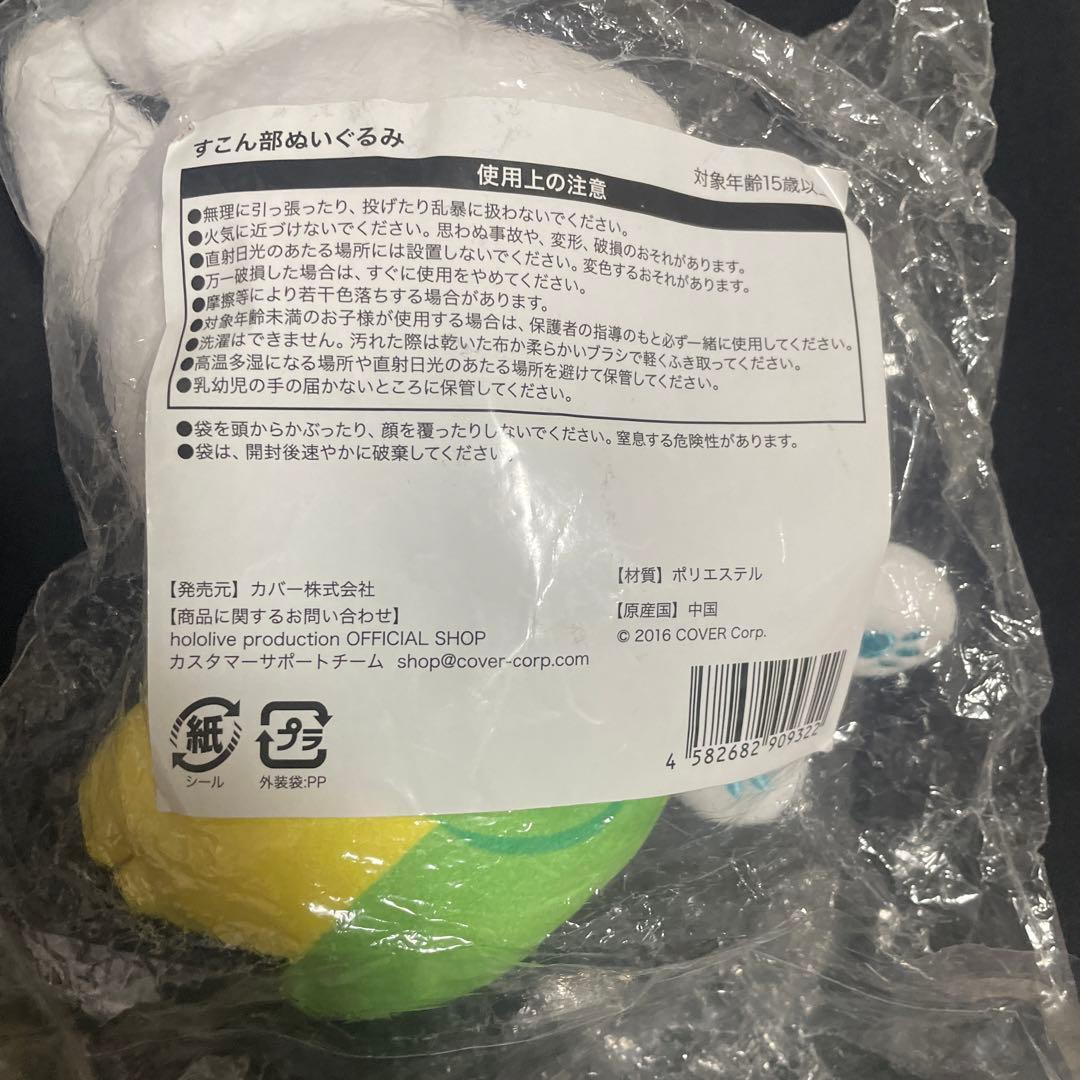 すこん部ぬいぐるみ
対象年齢15歳以
使用上の注意
●無理に引っ張ったり、投げたり乱暴に扱わないでください。
●火気に近づけないでください。思わぬ事故や、変形、破損のおそれがあります。
●直射日光のあたる場所には設置しないでください。変色するおそれがあります。
●万一破損した場合は、すぐに使用をやめてください。
●摩擦等により若干色落ちする場合があります。
●対象年齢未満のお子様が使用する場合は、保護者の指導のもと必ず一緒に使用してください。
●洗濯はできません。汚れた際は乾いた布か柔らかいブラシで軽くふき取ってください。
●高温多湿になる場所や直射日光のあたる場所を避けて保管してください。
●乳幼児の手の届かないところに保管してください。
●袋を頭からかぶったり、顔を覆ったりしないでください。窒息する危険性があります。
●袋は、開封後速やかに破棄してください。
【発売元】カバー株式会社
【商品に関するお問い合わせ】
hololive production OFFICIAL SHOP
カスタマーサポートチーム shop@cover-corp.com
【材質】ポリエステル
【原産国】中国
© 2016 COVER Corp.
紙
シール
プラ
外装袋:PP
4 582682 909322